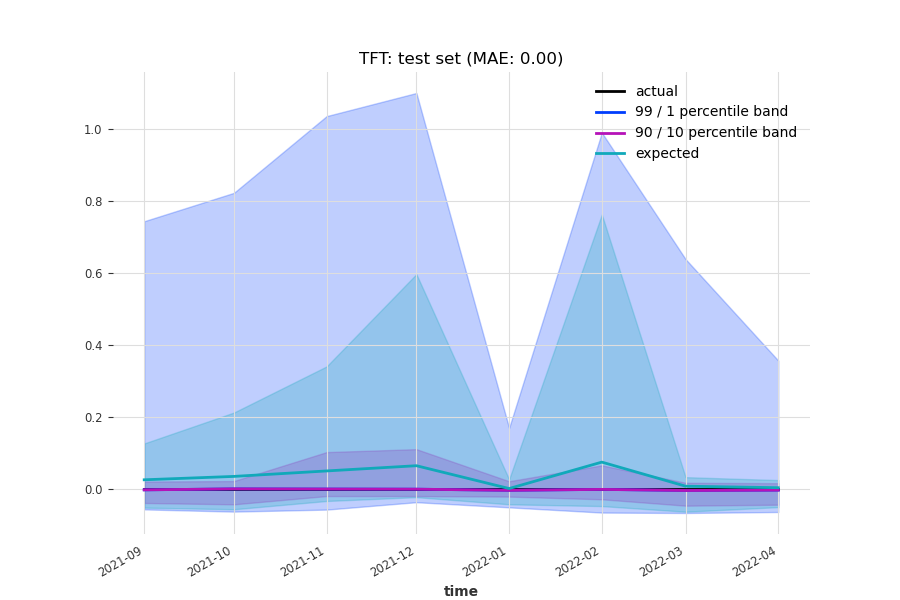 TFT: test set (MAE: 0.00)
actual
99 / 1 percentile band
90 / 10 percentile band
expected
1.0
0.8
0.6
0.4
0.2
0.0
2021-09
2021-10
2021-11
2021-12
2022-01
2022-02
2022-03
2022-04
time